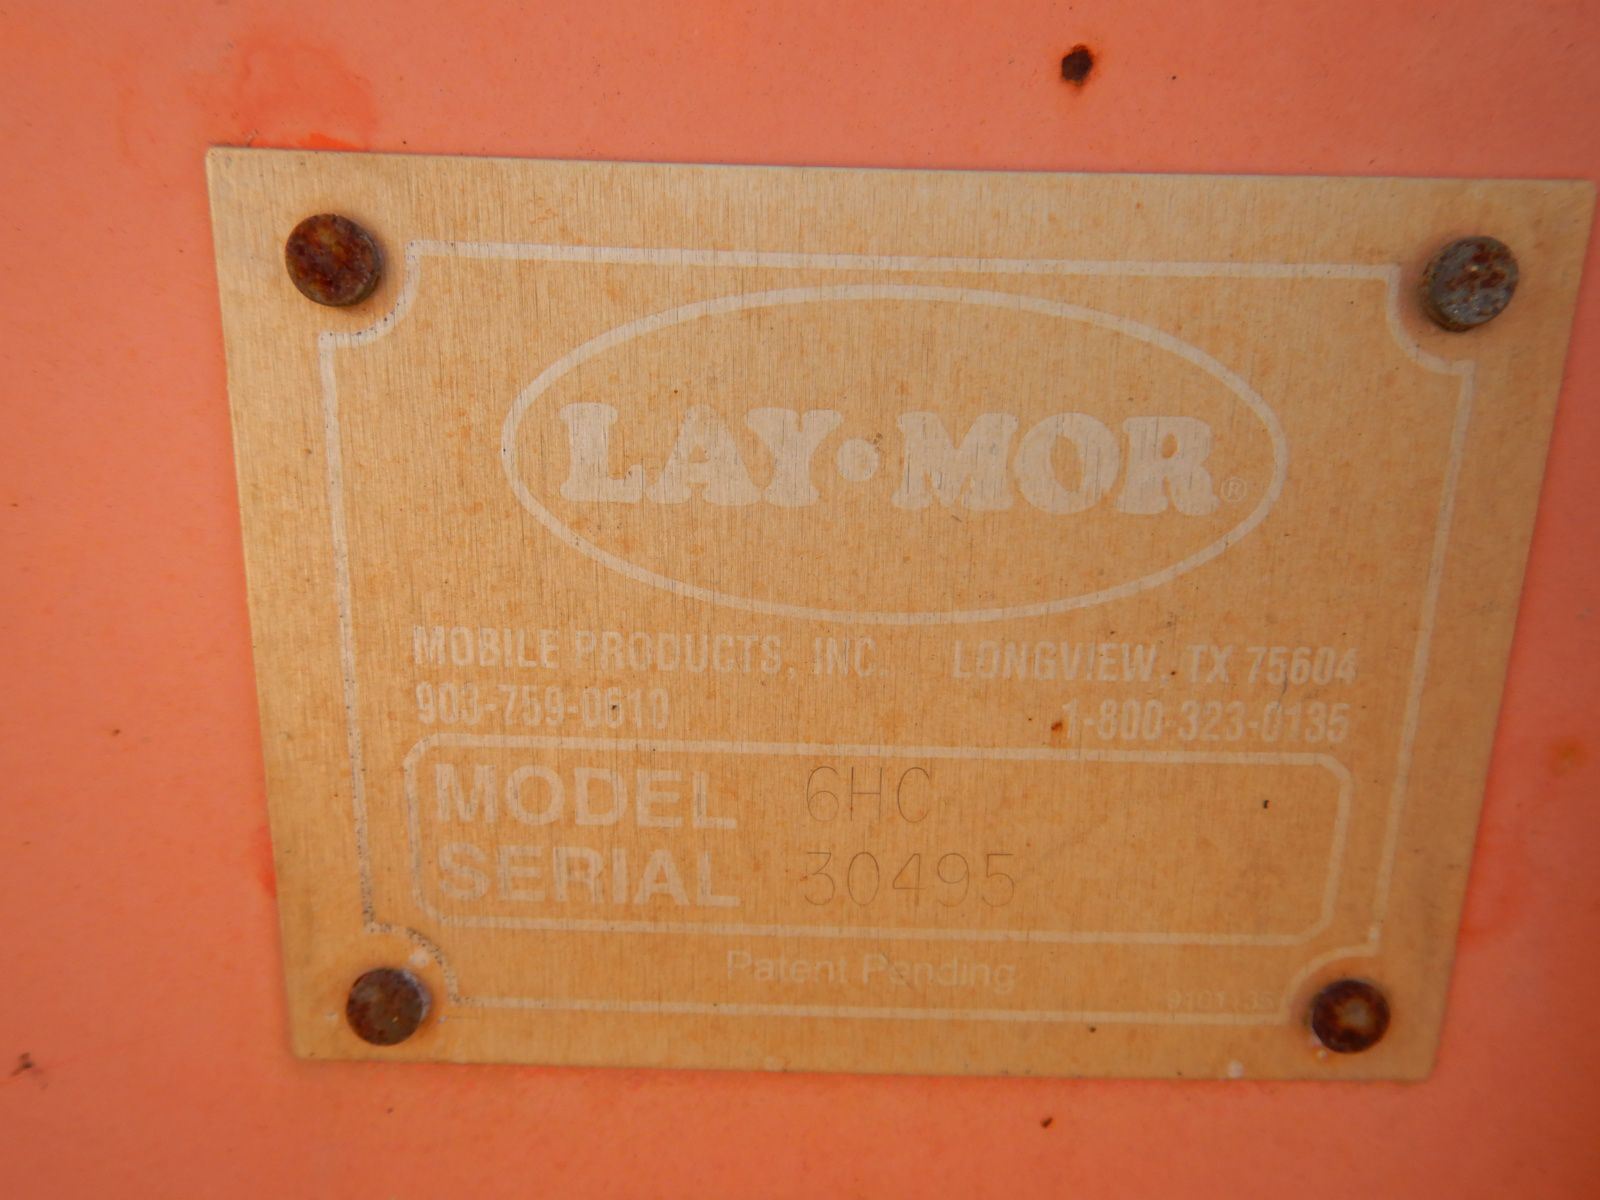 LAY•MOR®
MOBILE PRODUCTS, INC. LONGVIEW, TX 75604
903-759-0610 1-800-323-0135
MODEL 6HC
SERIAL 30495
Patent Pending